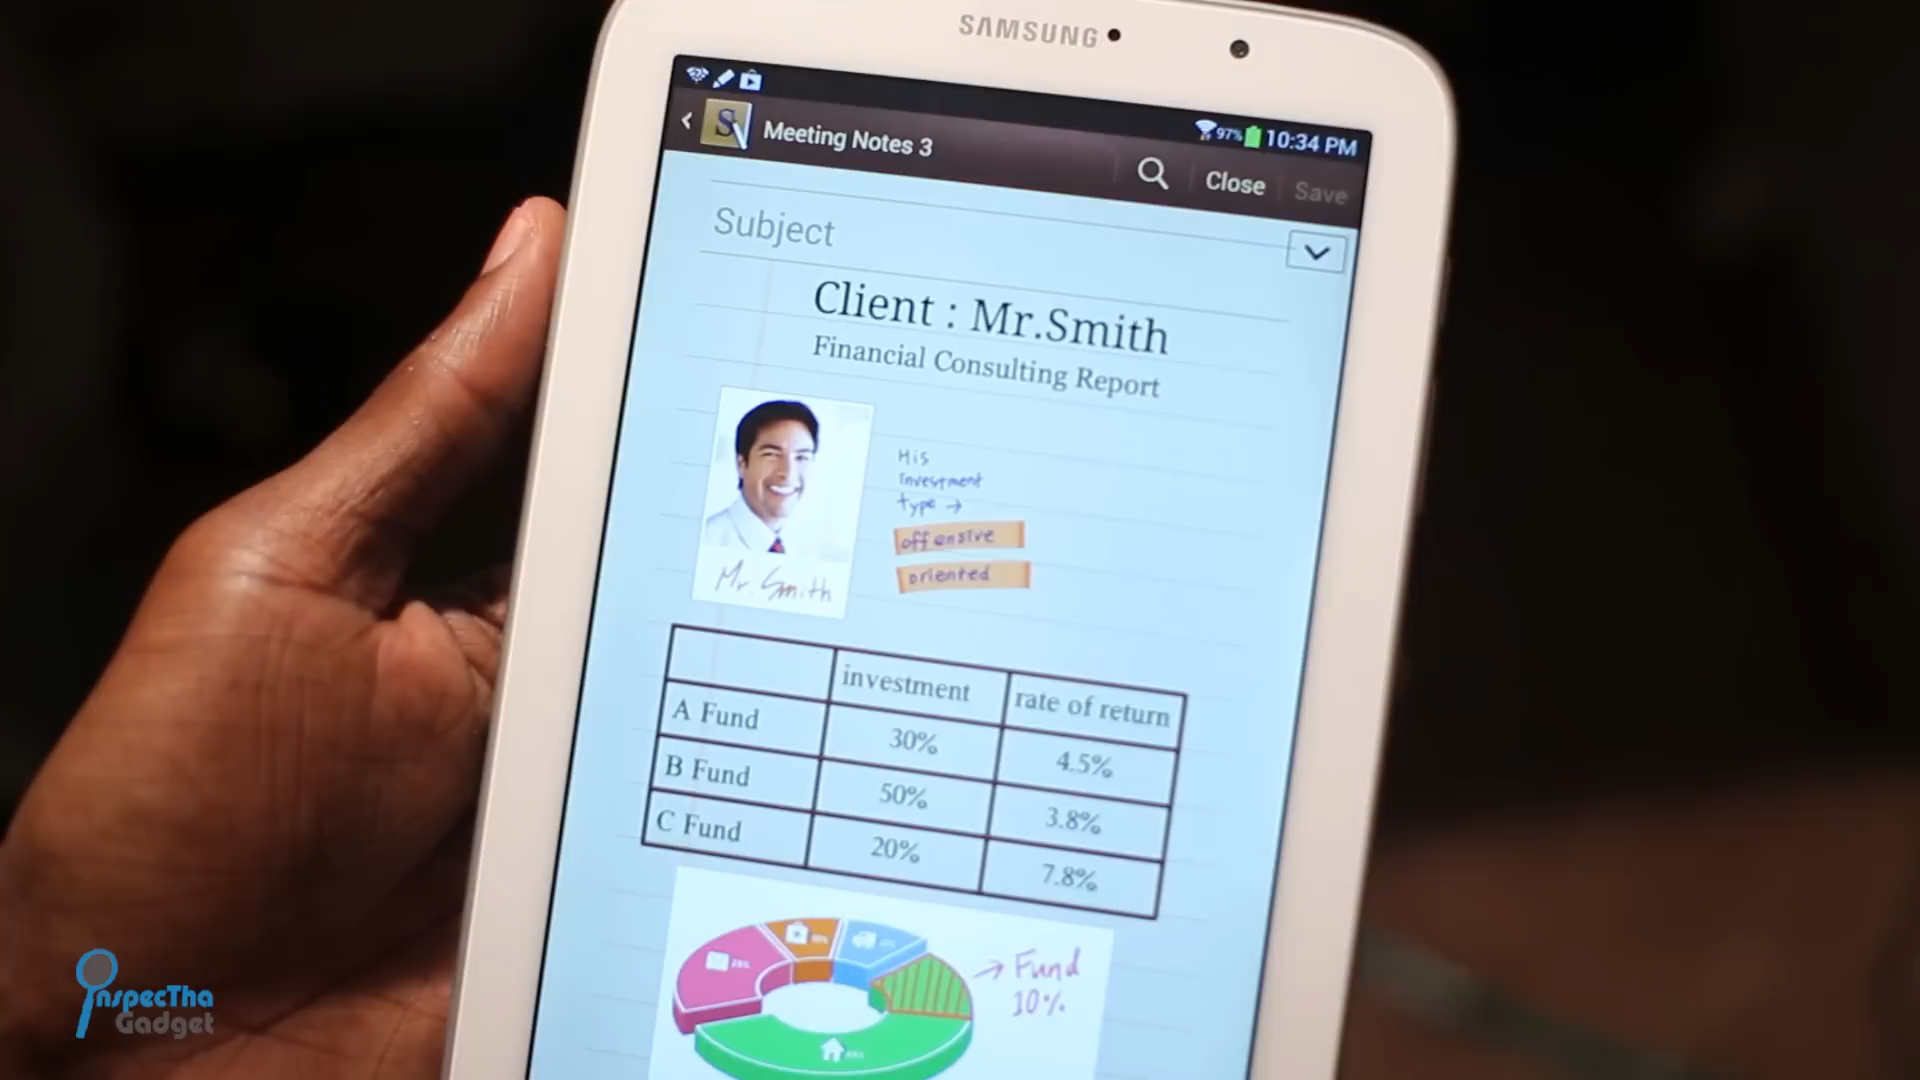 SAMSUNG
97% 10:34 PM
S Meeting Notes 3
Close Save
Subject
Client : Mr.Smith
Financial Consulting Report
His
investment
type →
offensive
oriented
Mr. Smith
investment rate of return
A Fund 30% 4.5%
B Fund 50% 3.8%
C Fund 20% 7.8%
→ Fund
10%
InspecTha
Gadget